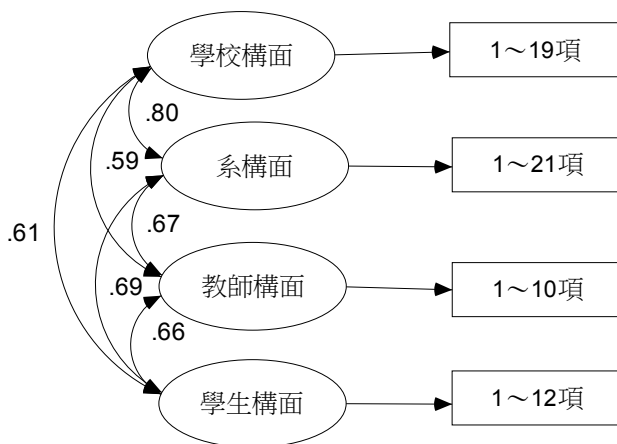 學校構面
1～19項
.80
.59
系構面
1～21項
.61
.67
教師構面
1～10項
.69
.66
學生構面
1～12項